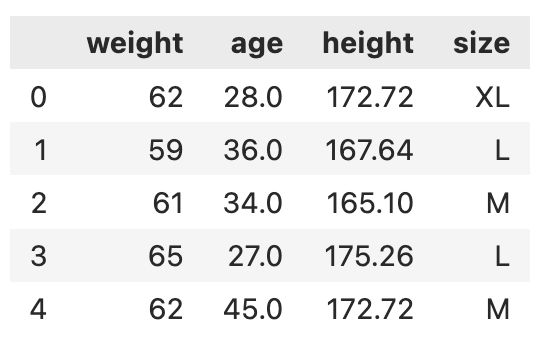 weight age height size
0 62 28.0 172.72 XL
1 59 36.0 167.64 L
2 61 34.0 165.10 M
3 65 27.0 175.26 L
4 62 45.0 172.72 M